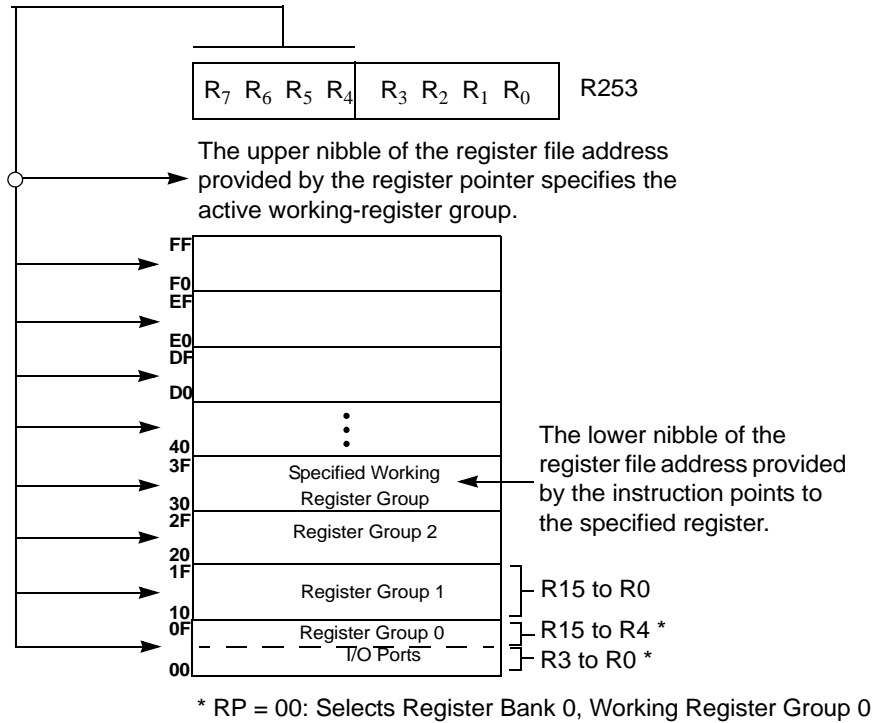 R7 R6 R5 R4 R3 R2 R1 R0 R253
The upper nibble of the register file address
provided by the register pointer specifies the
active working-register group.
FF
F0
EF
E0
DF
D0
40
3F
Specified Working
Register Group
30
The lower nibble of the
register file address provided
by the instruction points to
the specified register.
2F
Register Group 2
20
1F
Register Group 1
10
R15 to R0
0F
Register Group 0
R15 to R4 *
I/O Ports
00
R3 to R0 *
* RP = 00: Selects Register Bank 0, Working Register Group 0